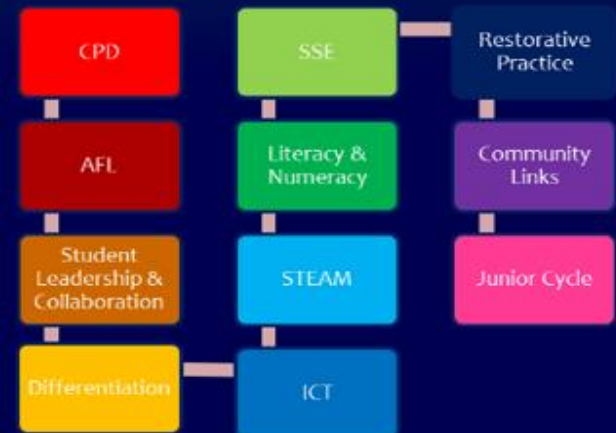 CPD
AFL
Student
Leadership &
Collaboration
Differentiation
ICT
STEAM
Literacy &
Numeracy
SSE
Restorative
Practice
Community
Links
Junior Cycle